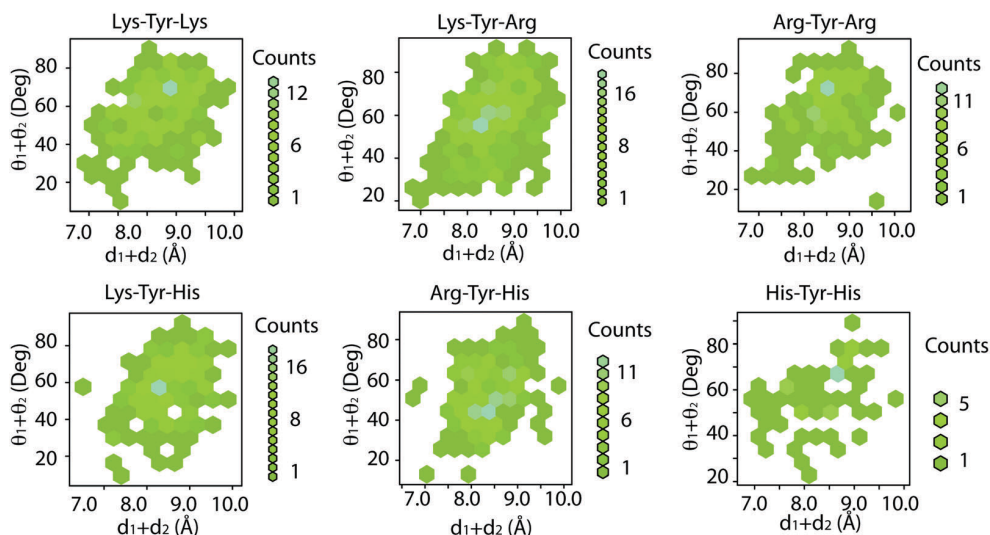 Lys-Tyr-Lys
θ₁+θ₂ (Deg)
80
60
40
20
7.0 8.0 9.0 10.0
d₁+d₂ (Å)
Counts
12
6
1
Lys-Tyr-Arg
θ₁+θ₂ (Deg)
80
60
40
20
7.0 8.0 9.0 10.0
d₁+d₂ (Å)
Counts
16
8
1
Arg-Tyr-Arg
θ₁+θ₂ (Deg)
80
60
40
20
7.0 8.0 9.0 10.0
d₁+d₂ (Å)
Counts
11
6
1
Lys-Tyr-His
θ₁+θ₂ (Deg)
80
60
40
20
7.0 8.0 9.0 10.0
d₁+d₂ (Å)
Counts
16
8
1
Arg-Tyr-His
θ₁+θ₂ (Deg)
80
60
40
20
7.0 8.0 9.0 10.0
d₁+d₂ (Å)
Counts
11
6
1
His-Tyr-His
θ₁+θ₂ (Deg)
80
60
40
20
7.0 8.0 9.0 10.0
d₁+d₂ (Å)
Counts
5
1